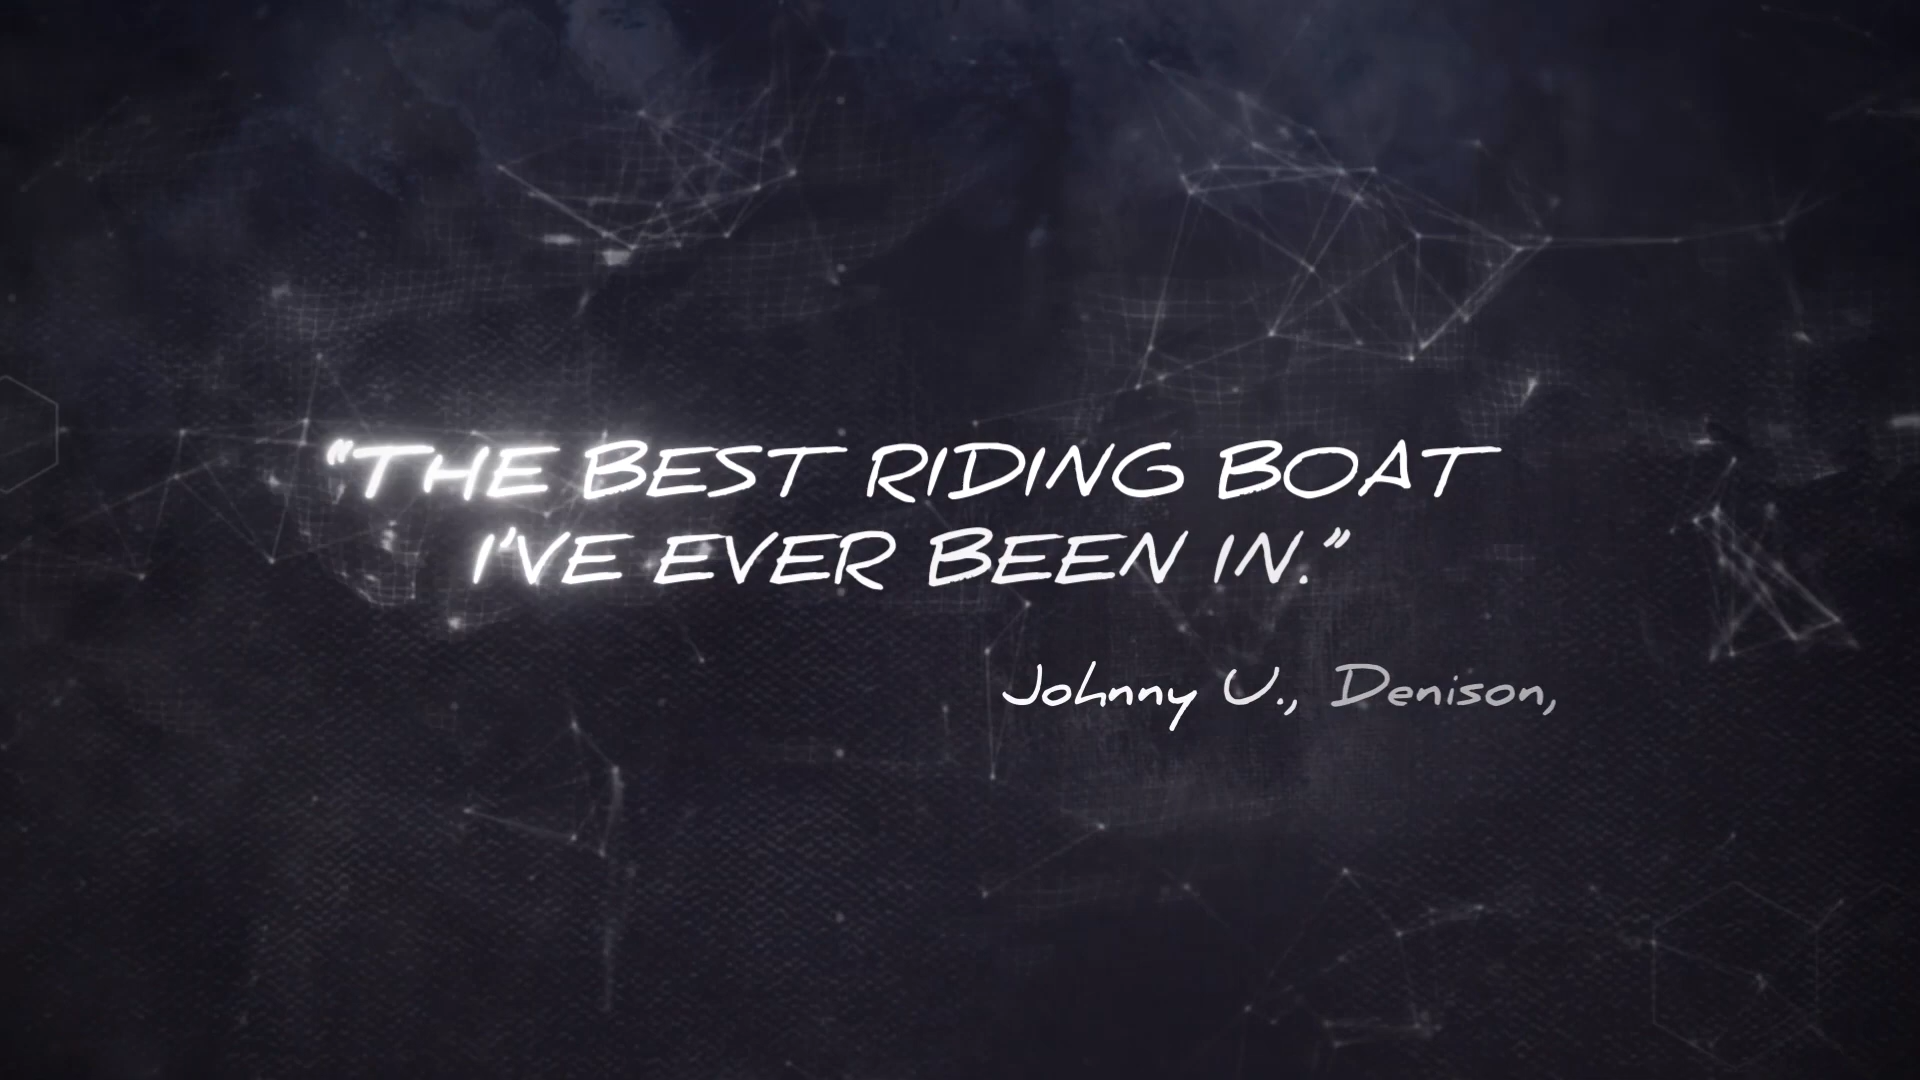 “THE BEST RIDING BOAT
I'VE EVER BEEN IN.”
Johnny U., Denison,